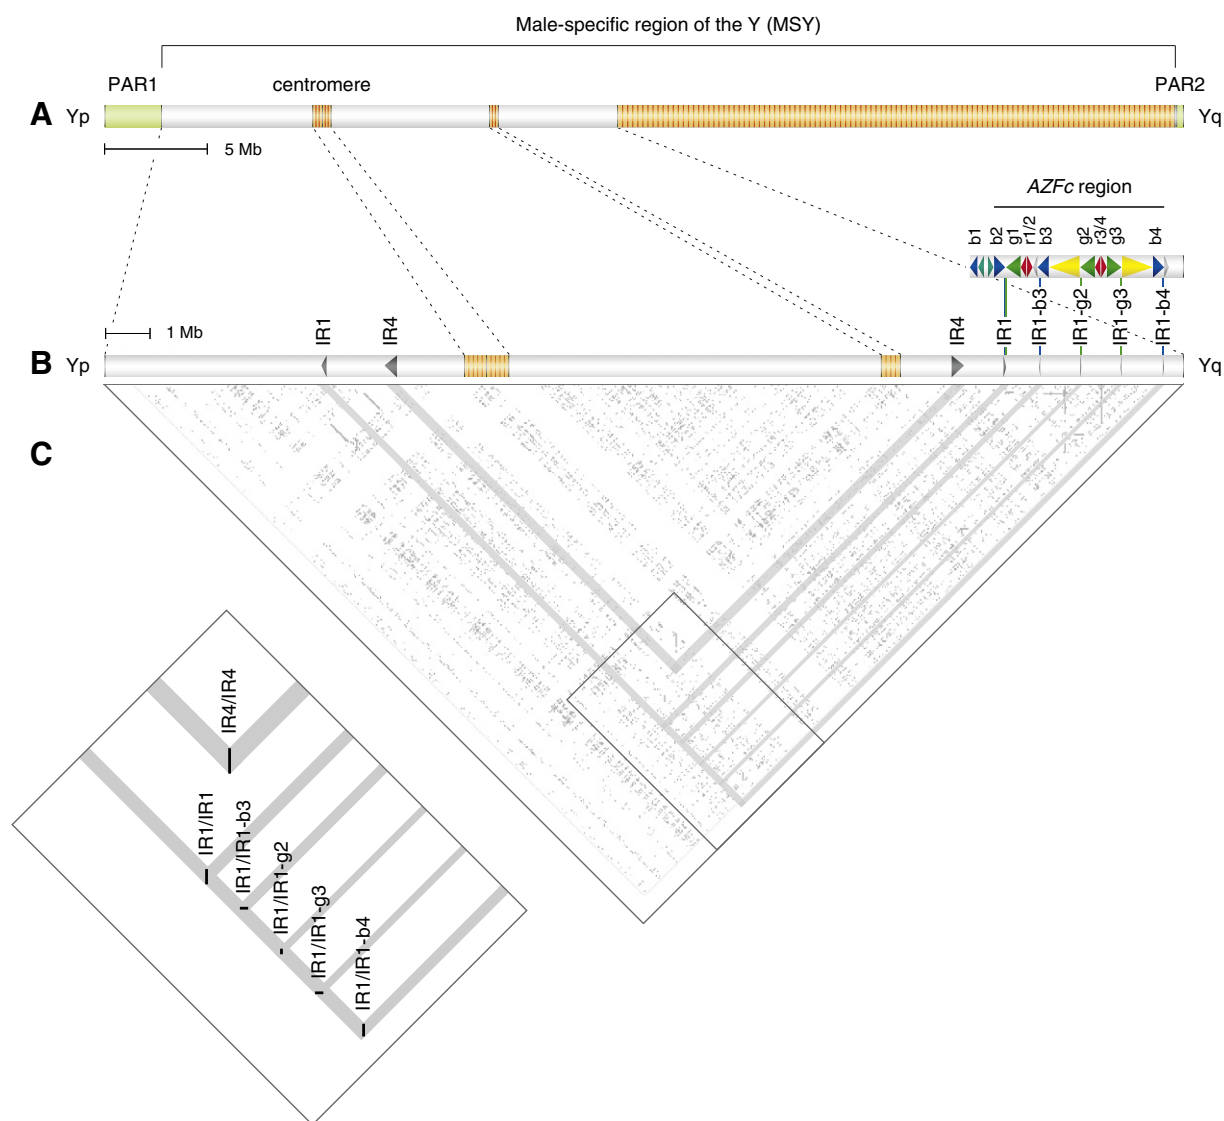 Male-specific region of the Y (MSY)
PAR1
centromere
PAR2
A
Yp
Yq
5 Mb
AZFc region
b1
b2
g1
r1/2
b3
g2
r3/4
g3
b4
1 Mb
IR1
IR4
IR4
IR1
IR1-b3
IR1-g2
IR1-g3
IR1-b4
B
Yp
Yq
C
IR4/IR4
IR1/IR1
IR1/IR1-b3
IR1/IR1-g2
IR1/IR1-g3
IR1/IR1-b4